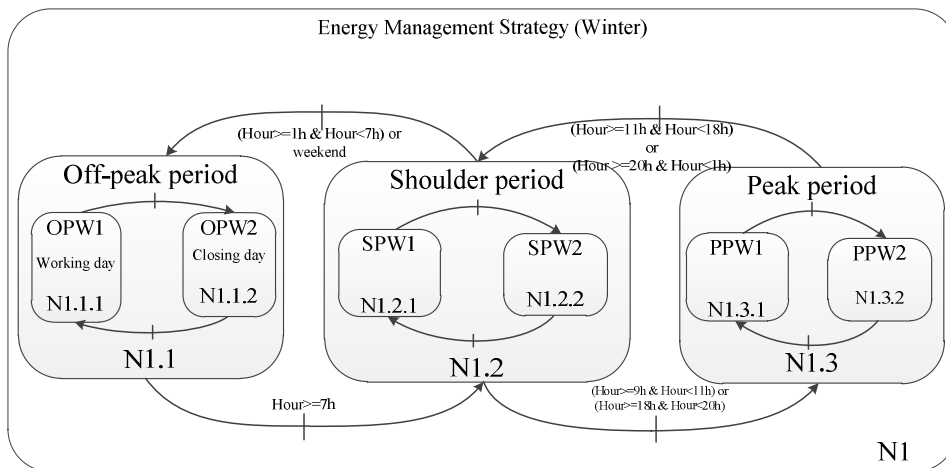 Energy Management Strategy (Winter)
(Hour>=1h & Hour<7h) or
weekend
(Hour>=11h & Hour<18h)
or
(Hour >=20h & Hour<1h)
Off-peak period
OPW1
Working day
N1.1.1
OPW2
Closing day
N1.1.2
N1.1
Shoulder period
SPW1
N1.2.1
SPW2
N1.2.2
N1.2
Peak period
PPW1
N1.3.1
PPW2
N1.3.2
N1.3
Hour>=7h
(Hour>=9h & Hour<11h) or
(Hour>=18h & Hour<20h)
N1